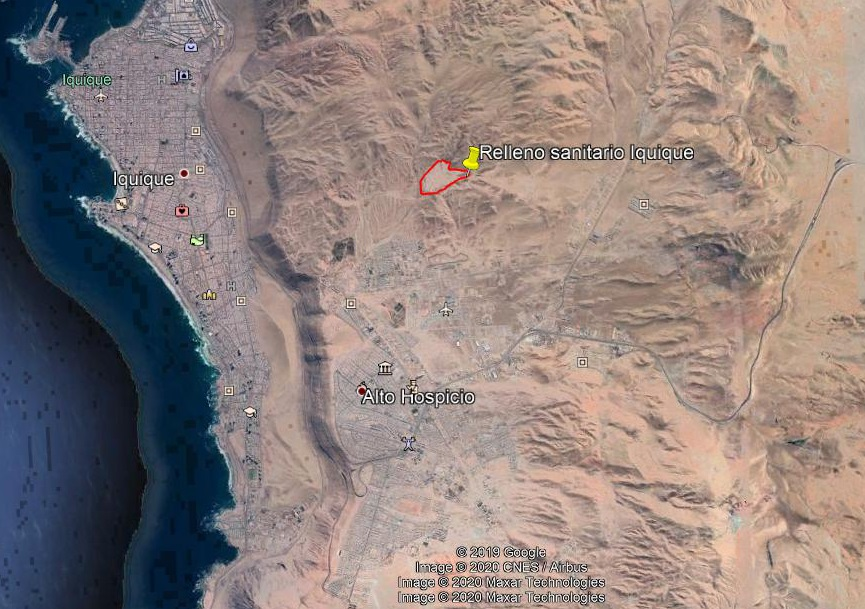 Iquique
Relleno sanitario Iquique
Iquique
Alto Hospicio
© 2019 Google
Image © 2020 CNES / Airbus
Image © 2020 Maxar Technologies
Image © 2020 Maxar Technologies